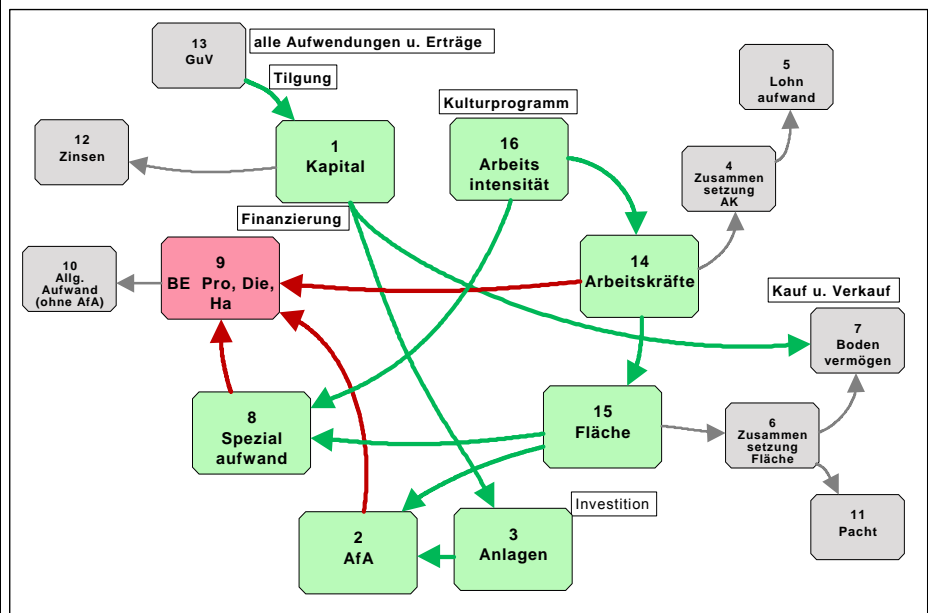 13
GuV
alle Aufwendungen u. Erträge
Tilgung
5
Lohn
aufwand
Kulturprogramm
12
Zinsen
1
Kapital
16
Arbeits
intensität
4
Zusammen
setzung
AK
Finanzierung
10
Allg.
Aufwand
(ohne AfA)
9
BE Pro, Die,
Ha
14
Arbeitskräfte
Kauf u. Verkauf
7
Boden
vermögen
8
Spezial
aufwand
15
Fläche
6
Zusammen
setzung
Fläche
2
AfA
3
Anlagen
Investition
11
Pacht